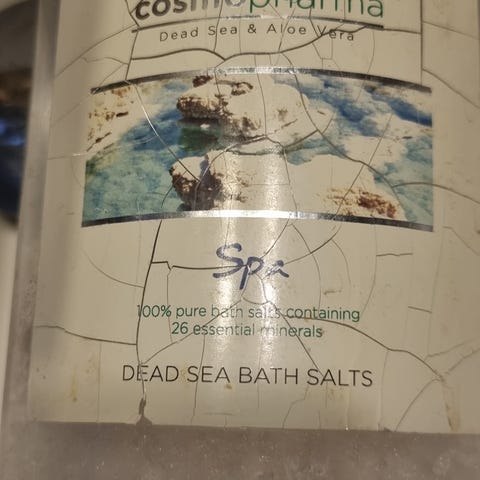 cosmopharma
Dead Sea & Aloe Vera
Spa
100% pure bath salts containing
26 essential minerals
DEAD SEA BATH SALTS